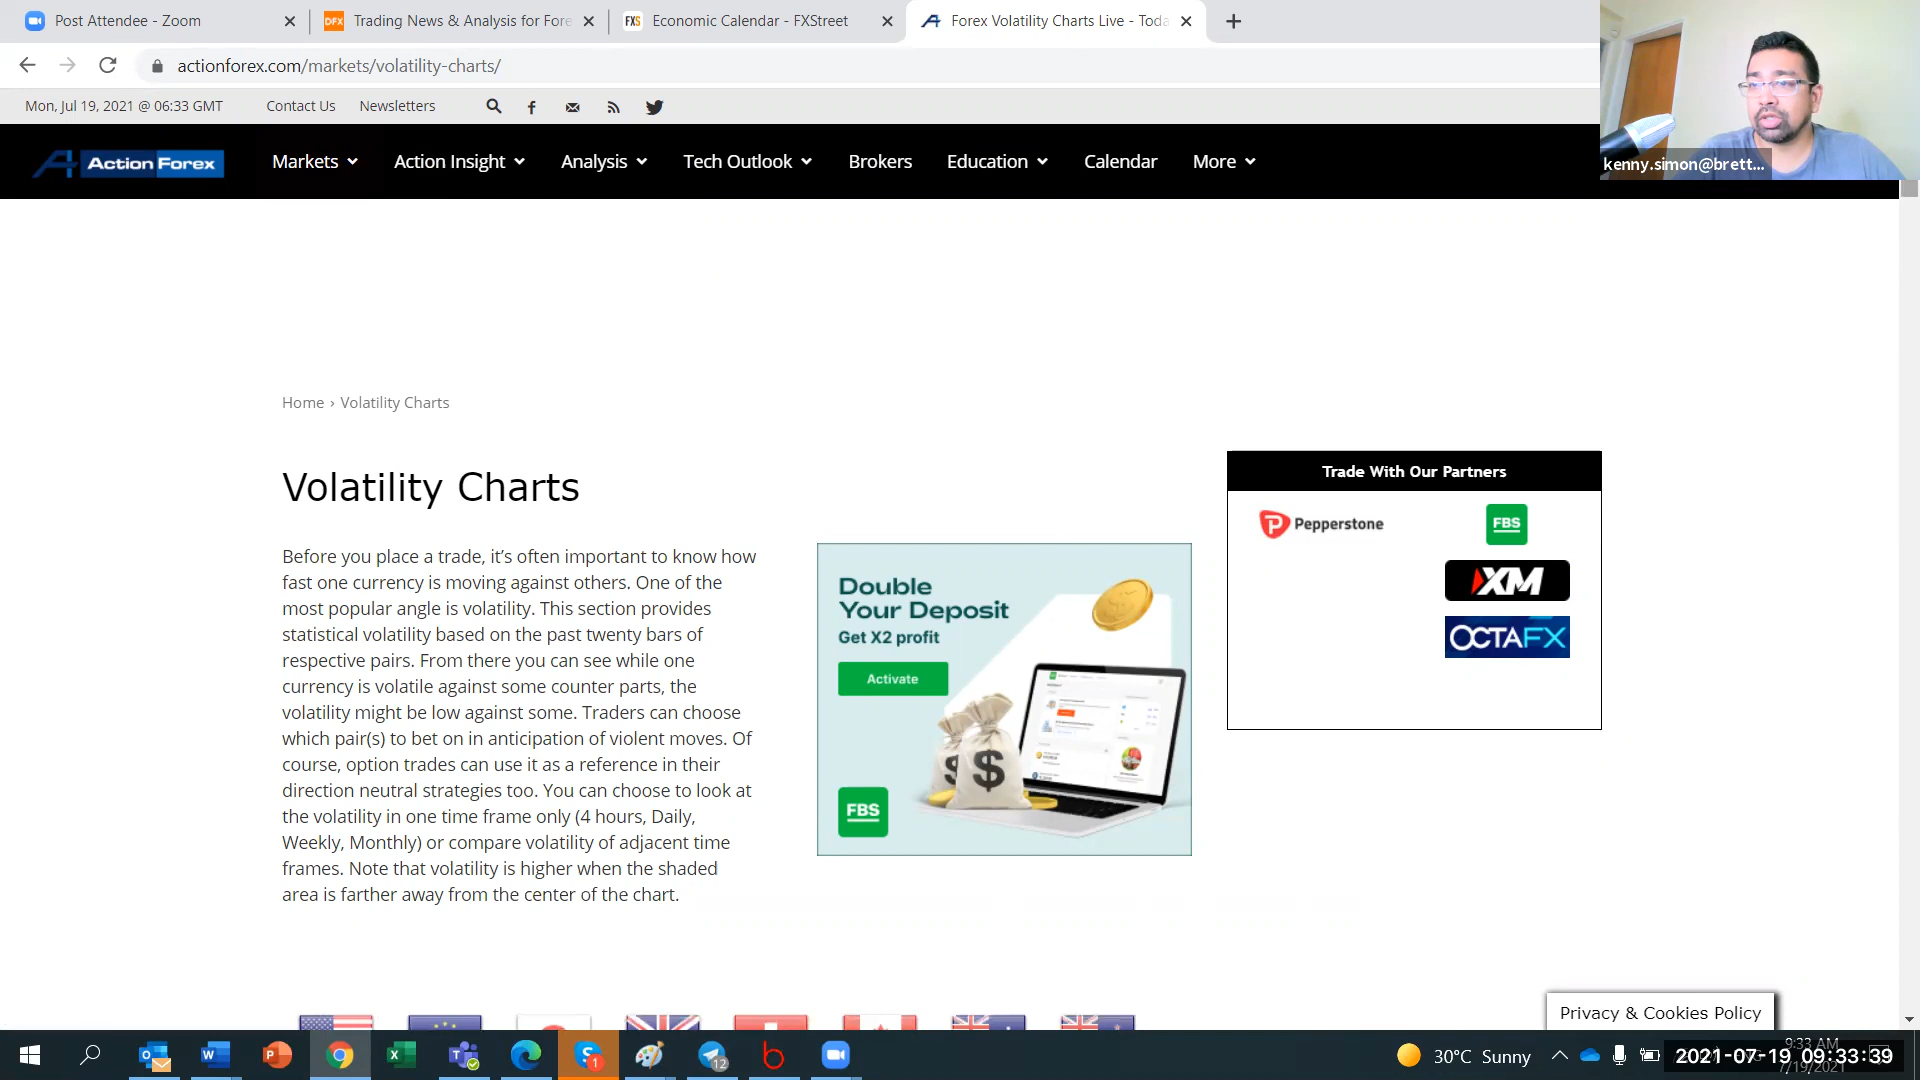 Post Attendee - Zoom
DFX
Trading News & Analysis for Fore
FXS
Economic Calendar - FXStreet
Forex Volatility Charts Live - Toda
actionforex.com/markets/volatility-charts/
Mon, Jul 19, 2021 @ 06:33 GMT
Contact Us
Newsletters
kenny.simon@brett...
Action Forex
Markets
Action Insight
Analysis
Tech Outlook
Brokers
Education
Calendar
More
Home › Volatility Charts
Volatility Charts
Before you place a trade, it's often important to know how
fast one currency is moving against others. One of the
most popular angle is volatility. This section provides
statistical volatility based on the past twenty bars of
respective pairs. From there you can see while one
currency is volatile against some counter parts, the
volatility might be low against some. Traders can choose
which pair(s) to bet on in anticipation of violent moves. Of
course, option trades can use it as a reference in their
direction neutral strategies too. You can choose to look at
the volatility in one time frame only (4 hours, Daily,
Weekly, Monthly) or compare volatility of adjacent time
frames. Note that volatility is higher when the shaded
area is farther away from the center of the chart.
Double
Your Deposit
Get X2 profit
Activate
FBS
Trade With Our Partners
Pepperstone
FBS
XM
OCTAFX
Privacy & Cookies Policy
1
12
30°C Sunny
9:33 AM
2021-07-19 09:33:39
7/19/2021